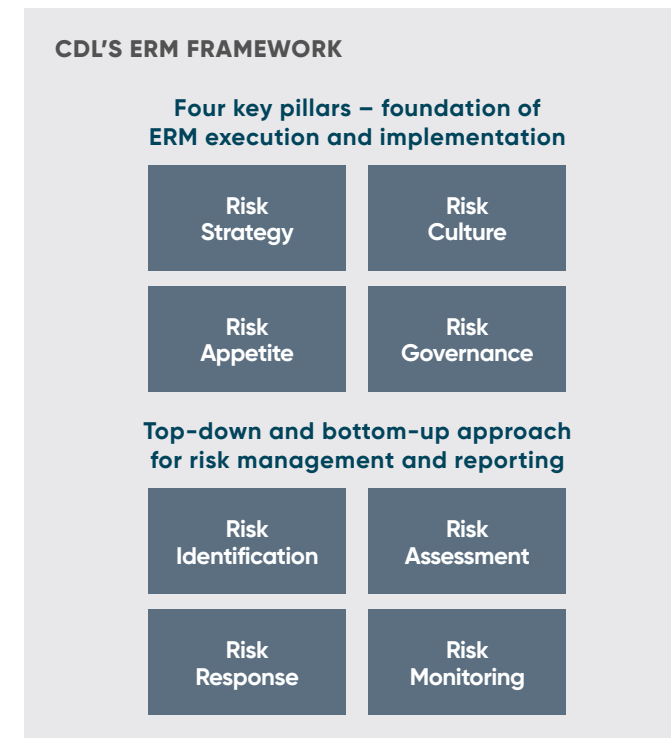 CDL'S ERM FRAMEWORK
Four key pillars – foundation of
ERM execution and implementation
Risk
Strategy
Risk
Culture
Risk
Appetite
Risk
Governance
Top-down and bottom-up approach
for risk management and reporting
Risk
Identification
Risk
Assessment
Risk
Response
Risk
Monitoring